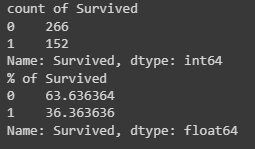 count of Survived
0    266
1    152
Name: Survived, dtype: int64
% of Survived
0    63.636364
1    36.363636
Name: Survived, dtype: float64